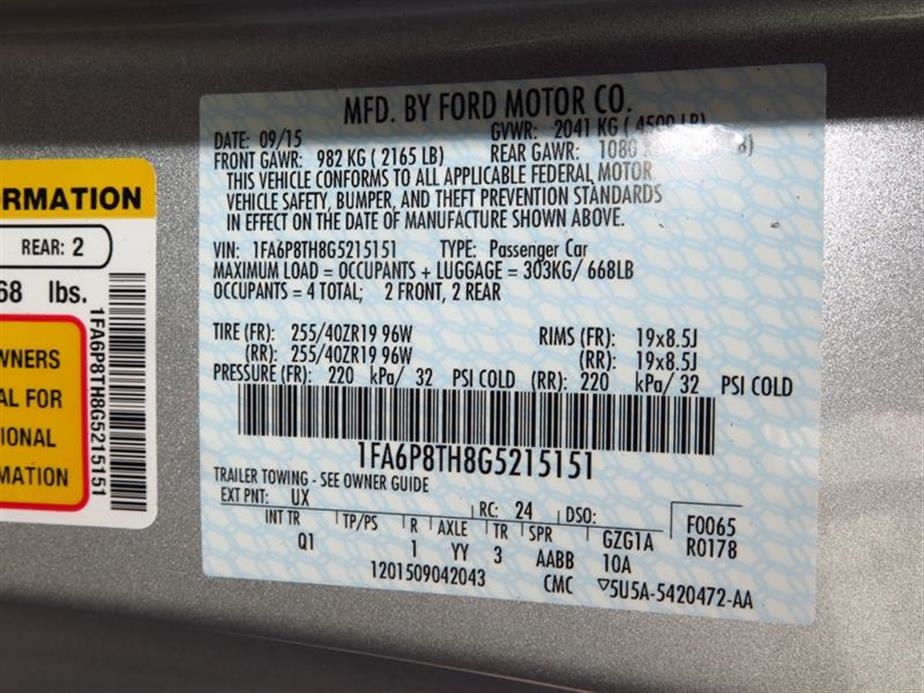 RMATION
REAR: 2
68 lbs.
WNERS
AL FOR
TIONAL
MATION
1FA6P8TH8G5215151
MFD. BY FORD MOTOR CO.
DATE: 09/15 GVWR: 2041 KG ( 4500 LB)
FRONT GAWR: 982 KG ( 2165 LB) REAR GAWR: 1080
THIS VEHICLE CONFORMS TO ALL APPLICABLE FEDERAL MOTOR
VEHICLE SAFETY, BUMPER, AND THEFT PREVENTION STANDARDS
IN EFFECT ON THE DATE OF MANUFACTURE SHOWN ABOVE.
VIN: 1FA6P8TH8G5215151 TYPE: Passenger Car
MAXIMUM LOAD = OCCUPANTS + LUGGAGE = 303KG/ 668LB
OCCUPANTS = 4 TOTAL; 2 FRONT, 2 REAR
TIRE (FR): 255/40ZR19 96W RIMS (FR): 19x8.5J
(RR): 255/40ZR19 96W (RR): 19x8.5J
PRESSURE (FR): 220 kPa/ 32 PSI COLD (RR): 220 kPa/ 32 PSI COLD
1FA6P8TH8G5215151
TRAILER TOWING - SEE OWNER GUIDE
EXT PNT: UX RC: 24 DSO: F0065
INT TR TP/PS R AXLE TR SPR GZG1A R0178
Q1 1 YY 3 AABB 10A
1201509042043 CMC ▽5U5A-5420472-AA